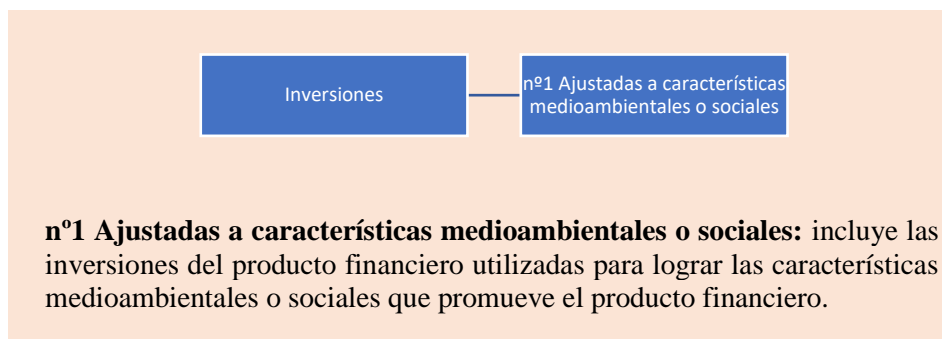 Inversiones
nº1 Ajustadas a características
medioambientales o sociales
nº1 Ajustadas a características medioambientales o sociales: incluye las
inversiones del producto financiero utilizadas para lograr las características
medioambientales o sociales que promueve el producto financiero.